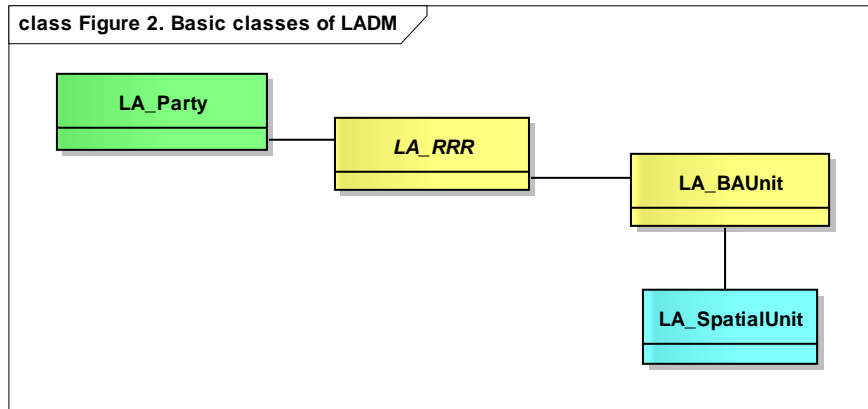 class Figure 2. Basic classes of LADM
LA_Party
LA_RRR
LA_BAUnit
LA_SpatialUnit